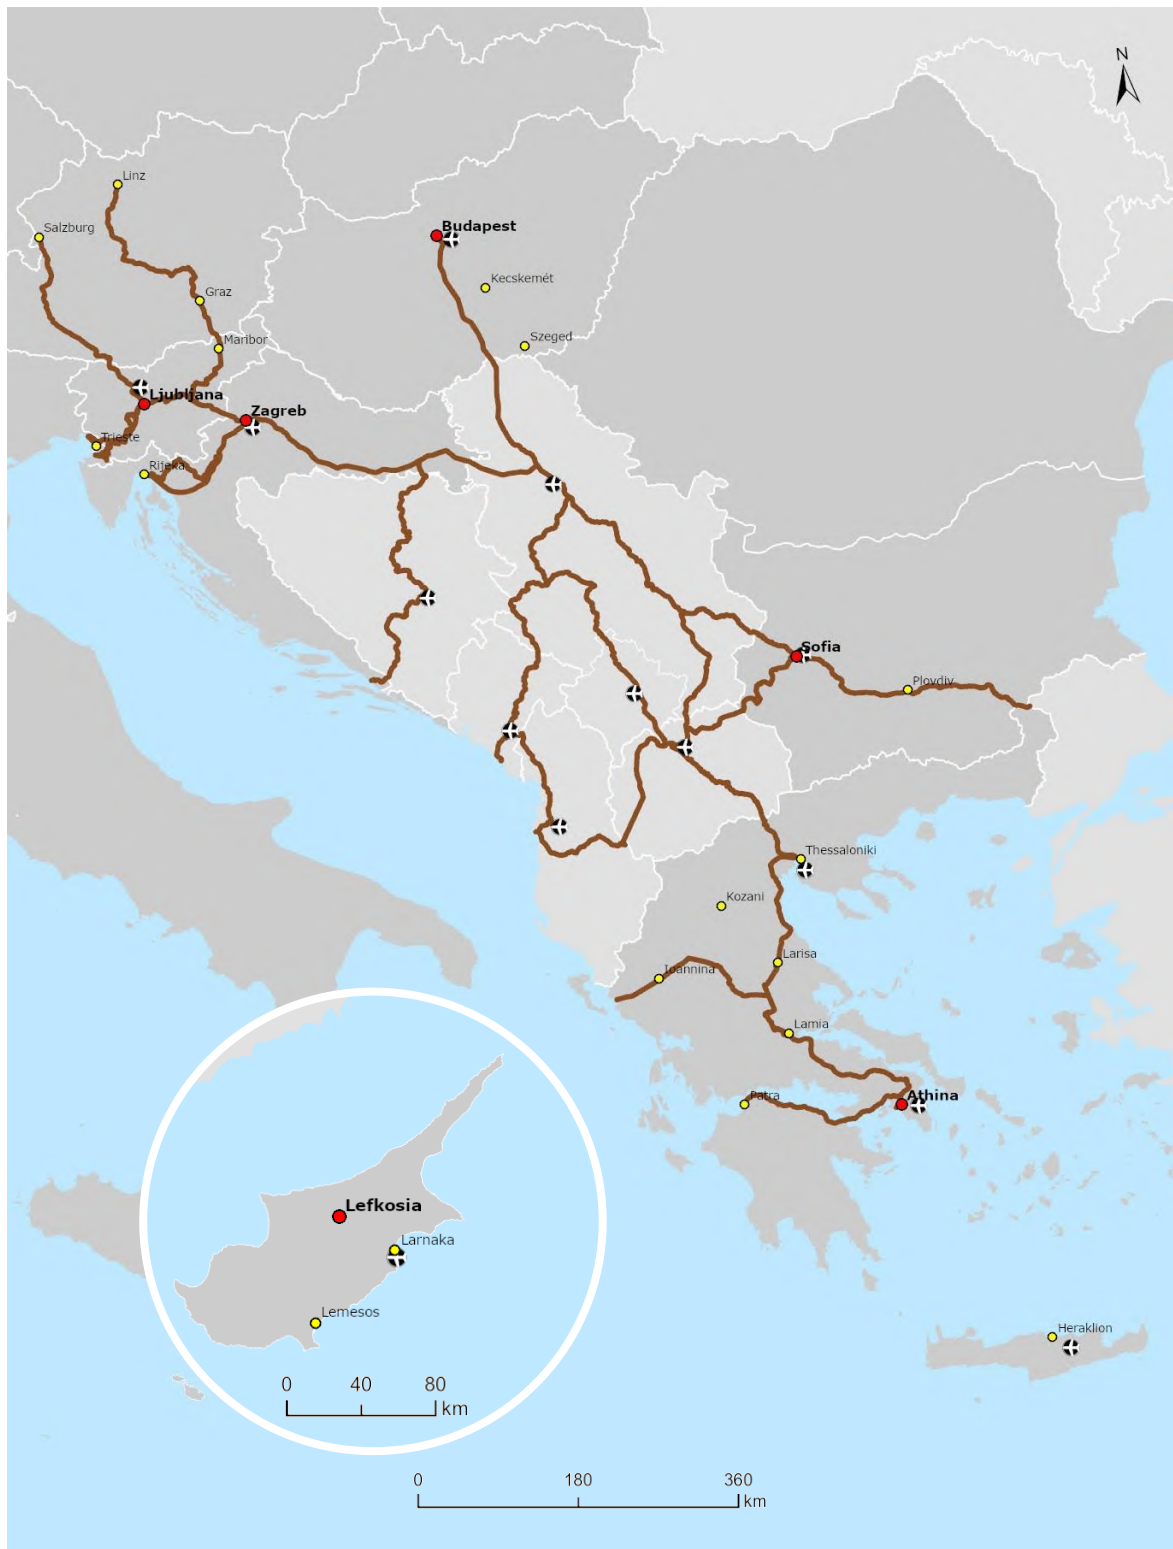 N
Linz
Salzburg
Budapest
Kecskemét
Graz
Szeged
Maribor
Ljubljana
Zagreb
Trieste
Rijeka
Sofia
Plovdiv
Thessaloniki
Kozani
Larisa
Ioannina
Lamia
Patra
Athina
Lefkosia
Larnaka
Lemesos
Heraklion
0 40 80
km
0 180 360
km